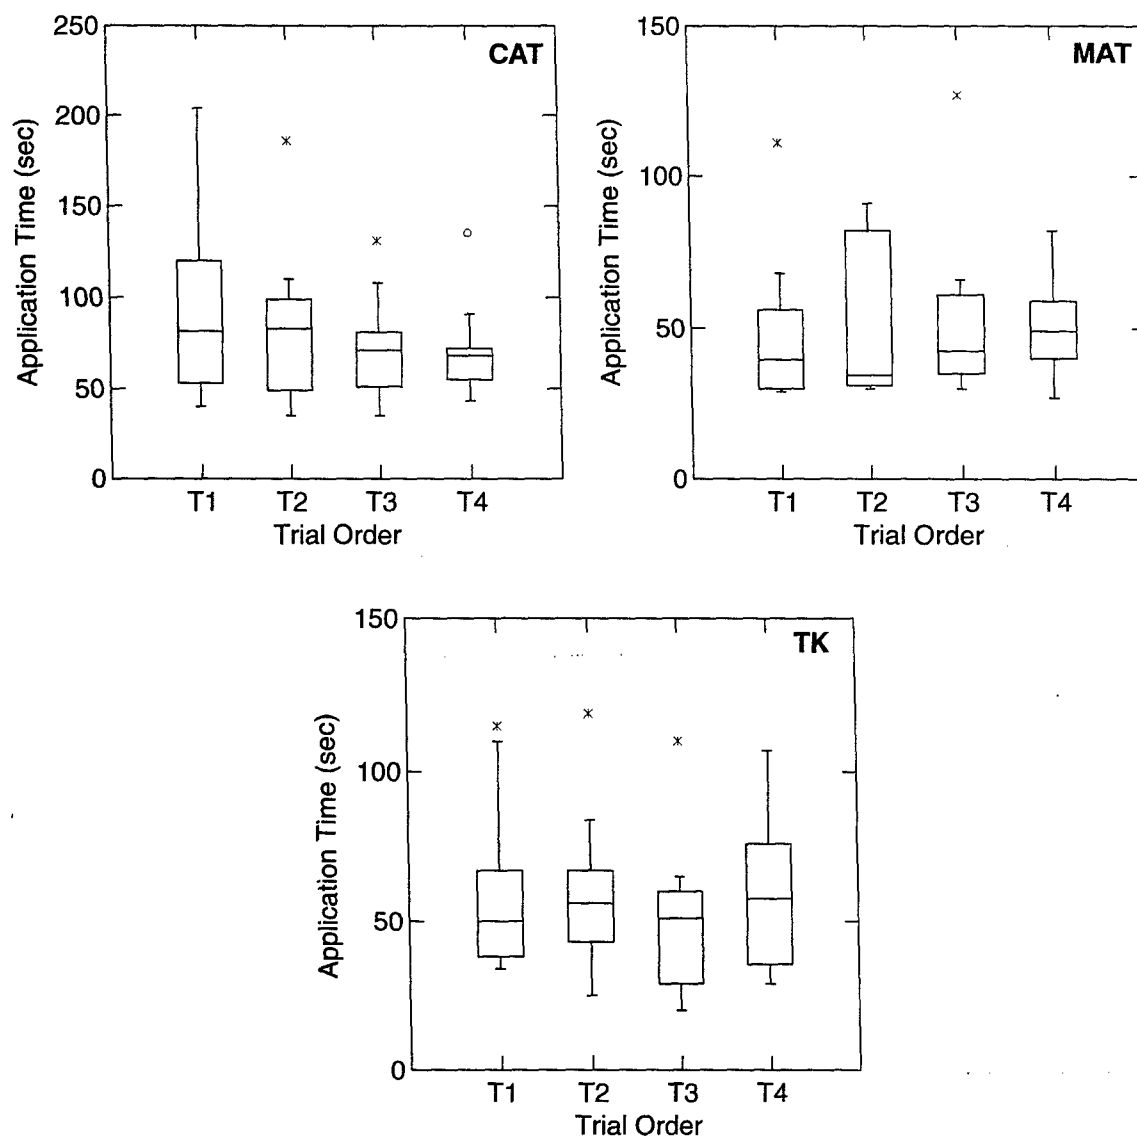 CAT
Application Time (sec)
250
200
150
100
50
0
T1 T2 T3 T4
Trial Order
MAT
Application Time (sec)
150
100
50
0
T1 T2 T3 T4
Trial Order
TK
Application Time (sec)
150
100
50
0
T1 T2 T3 T4
Trial Order